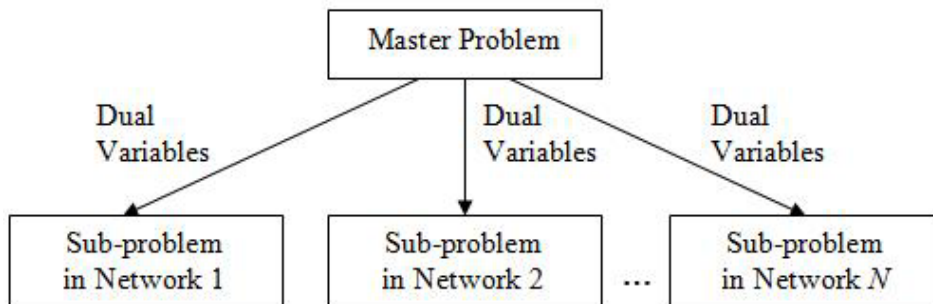 Master Problem
Dual
Variables
Dual
Variables
Dual
Variables
Sub-problem
in Network 1
Sub-problem
in Network 2
...
Sub-problem
in Network N